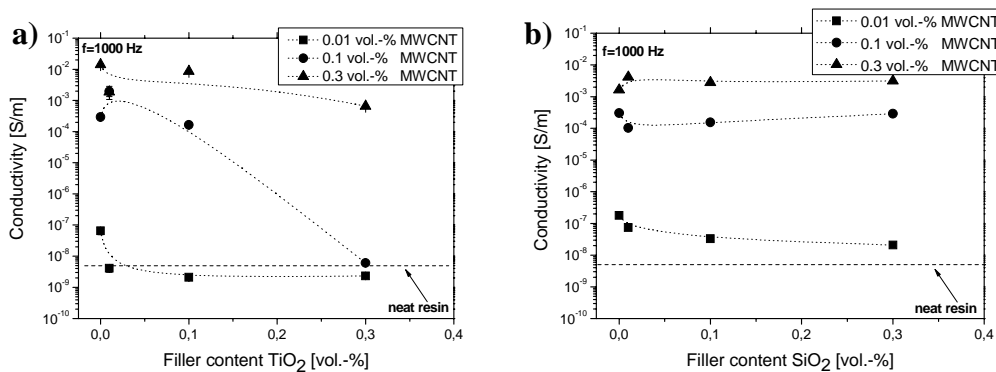 a)
f=1000 Hz
0.01 vol.-% MWCNT
0.1 vol.-% MWCNT
0.3 vol.-% MWCNT
Conductivity [S/m]
10⁻¹
10⁻²
10⁻³
10⁻⁴
10⁻⁵
10⁻⁶
10⁻⁷
10⁻⁸
10⁻⁹
10⁻¹⁰
neat resin
0,0 0,1 0,2 0,3 0,4
Filler content TiO₂ [vol.-%]
b)
f=1000 Hz
0.01 vol.-% MWCNT
0.1 vol.-% MWCNT
0.3 vol.-% MWCNT
Conductivity [S/m]
10⁻¹
10⁻²
10⁻³
10⁻⁴
10⁻⁵
10⁻⁶
10⁻⁷
10⁻⁸
10⁻⁹
10⁻¹⁰
neat resin
0,0 0,1 0,2 0,3 0,4
Filler content SiO₂ [vol.-%]